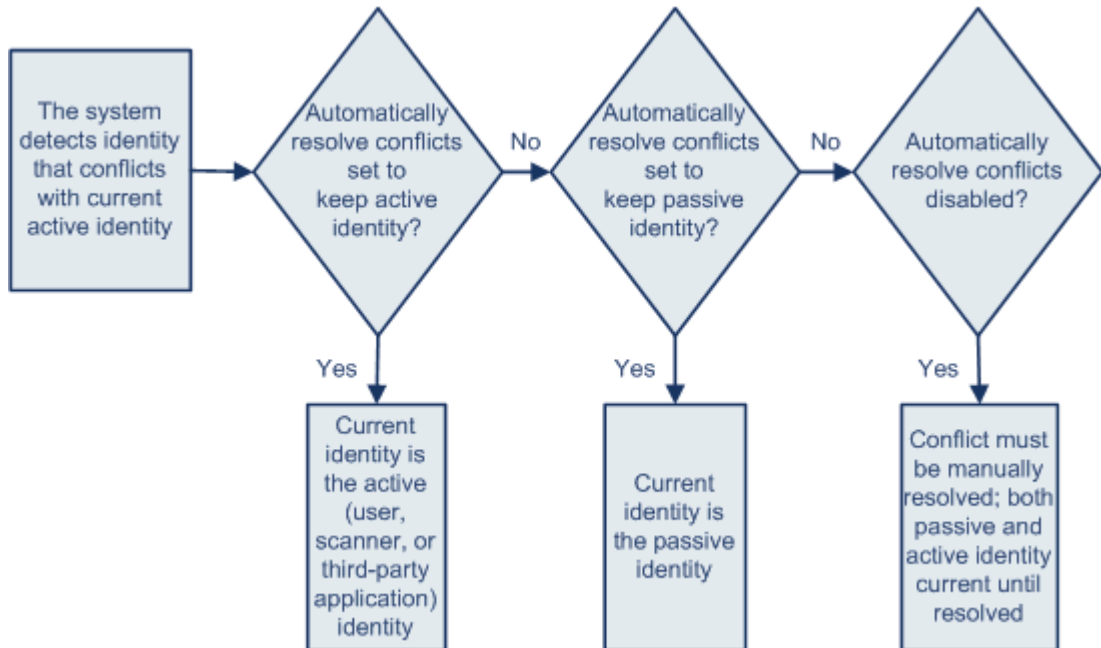 The system
detects identity
that conflicts
with current
active identity
Automatically
resolve conflicts
set to
keep active
identity?
No
Automatically
resolve conflicts
set to
keep passive
identity?
No
Automatically
resolve conflicts
disabled?
Yes
Current
identity is
the active
(user,
scanner, or
third-party
application)
identity
Yes
Current
identity is
the passive
identity
Yes
Conflict must
be manually
resolved; both
passive and
active identity
current until
resolved